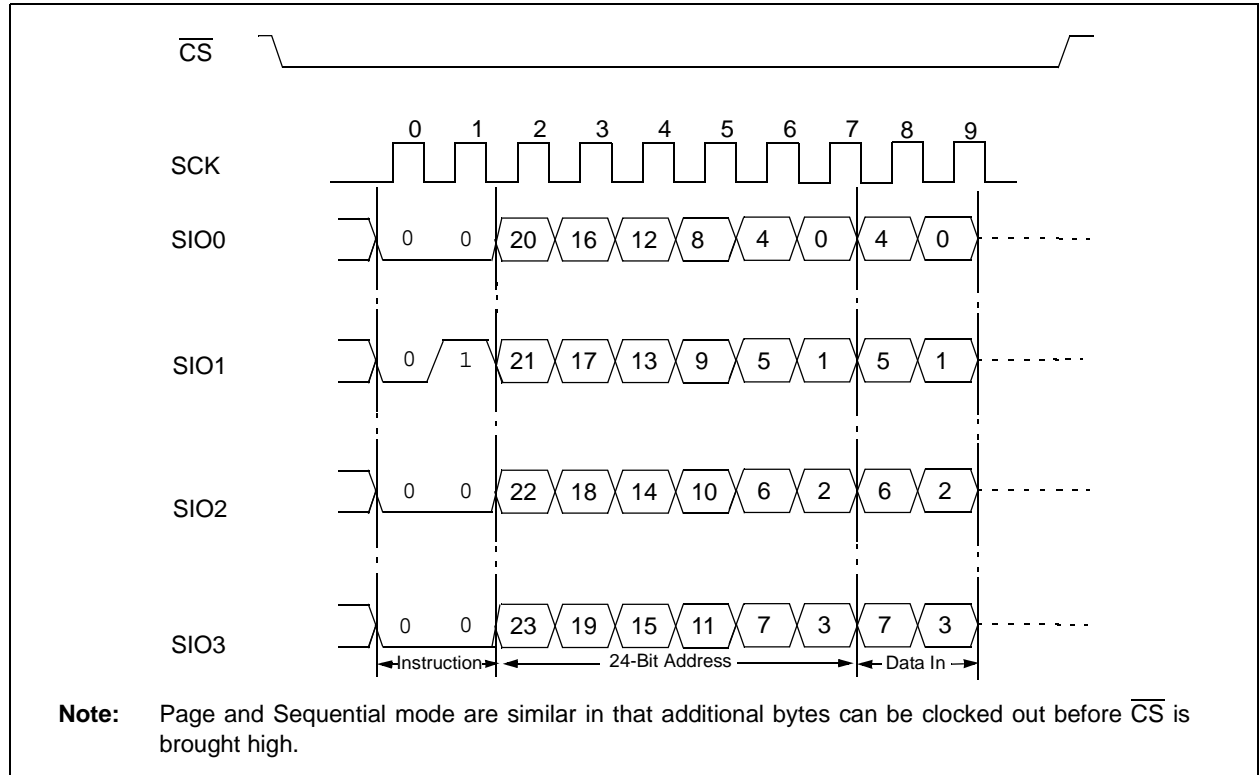 CS
0 1 2 3 4 5 6 7 8 9
SCK
SIO0 0 0 20 16 12 8 4 0 4 0
SIO1 0 1 21 17 13 9 5 1 5 1
SIO2 0 0 22 18 14 10 6 2 6 2
SIO3 0 0 23 19 15 11 7 3 7 3
Instruction 24-Bit Address Data In
Note: Page and Sequential mode are similar in that additional bytes can be clocked out before CS is
brought high.